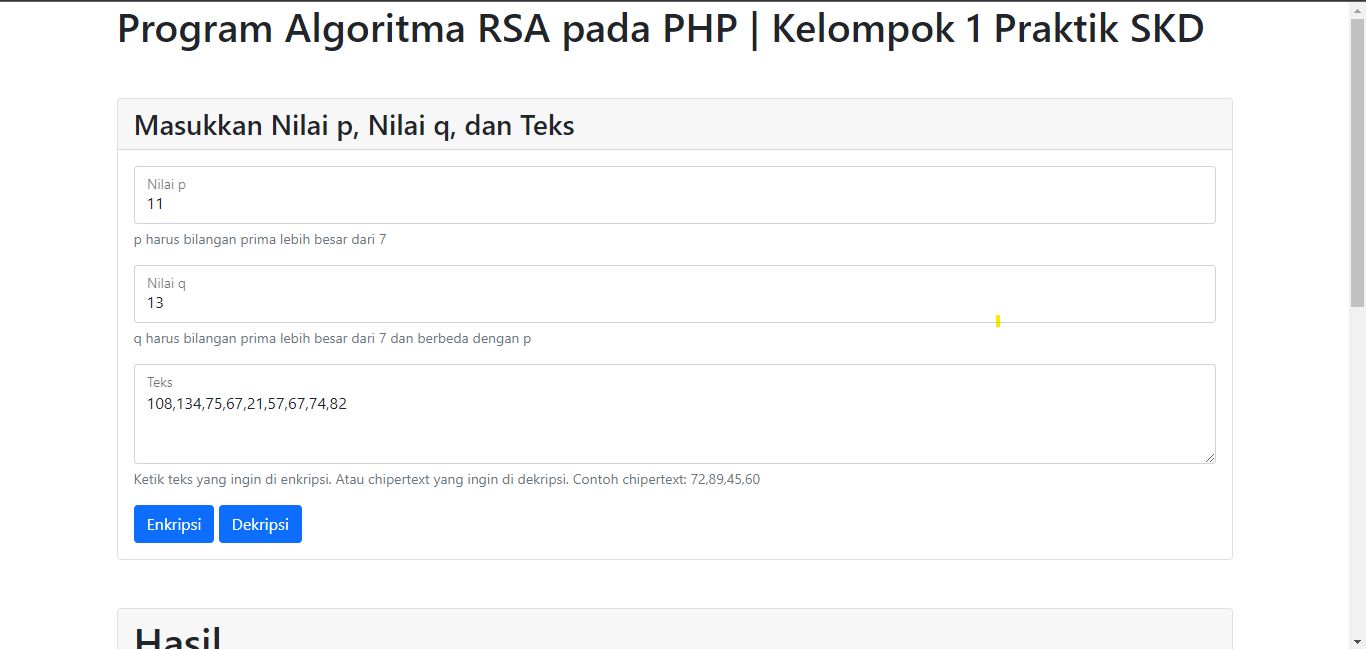 Program Algoritma RSA pada PHP | Kelompok 1 Praktik SKD
Masukkan Nilai p, Nilai q, dan Teks
Nilai p
11
p harus bilangan prima lebih besar dari 7
Nilai q
13
q harus bilangan prima lebih besar dari 7 dan berbeda dengan p
Teks
108,134,75,67,21,57,67,74,82
Ketik teks yang ingin di enkripsi. Atau chipertext yang ingin di dekripsi. Contoh chipertext: 72,89,45,60
Enkripsi Dekripsi
Hasil